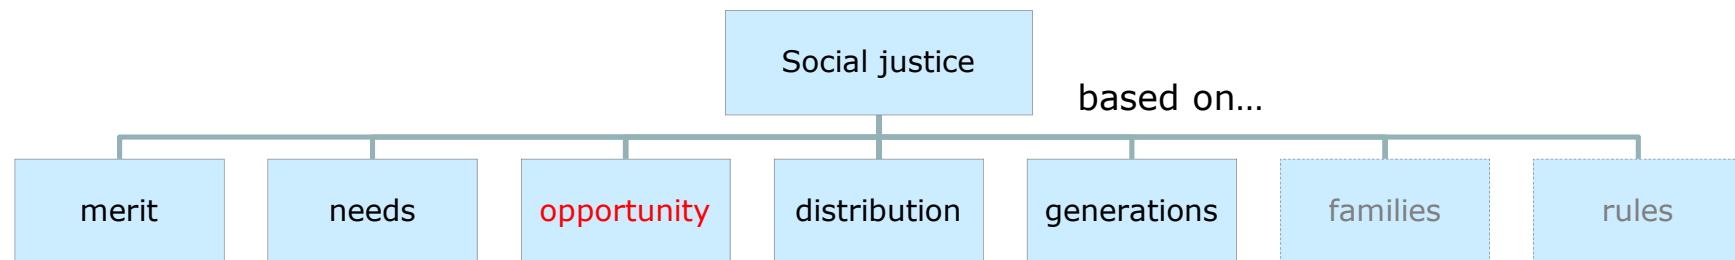 Social justice
based on…
merit
needs
opportunity
distribution
generations
families
rules